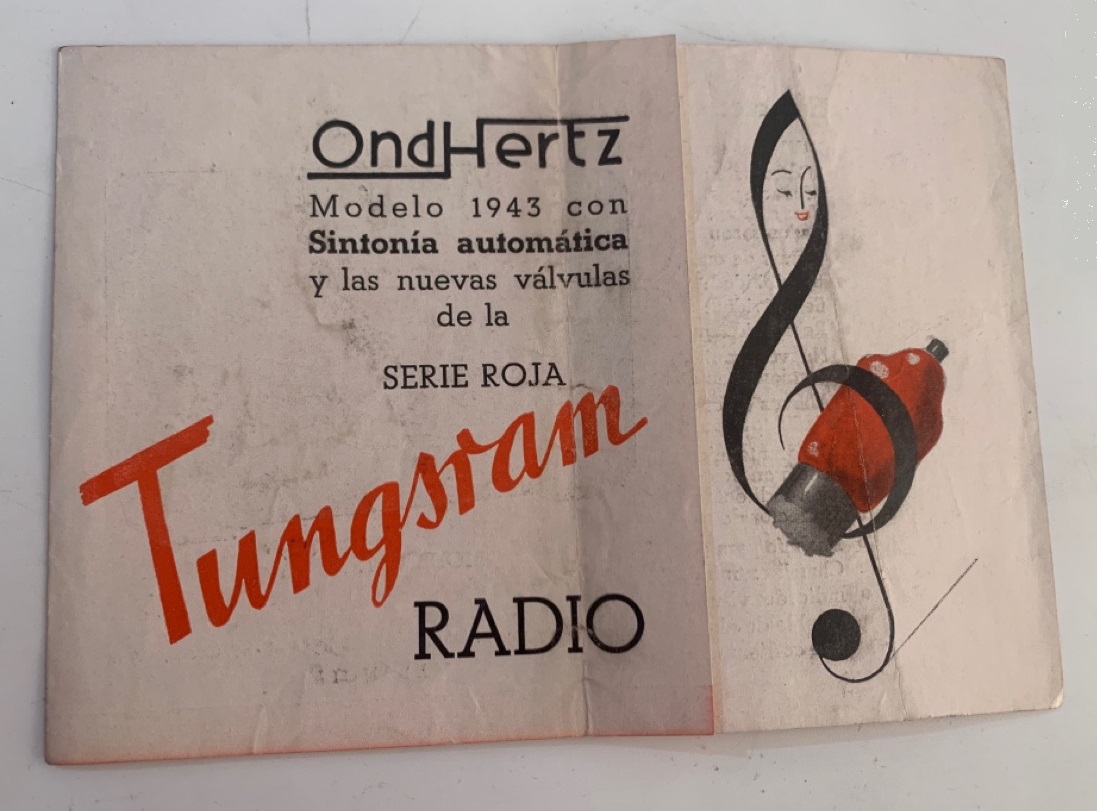 OndHertz
Modelo 1943 con
Sintonía automática
y las nuevas válvulas
de la
SERIE ROJA
Tungsram
RADIO